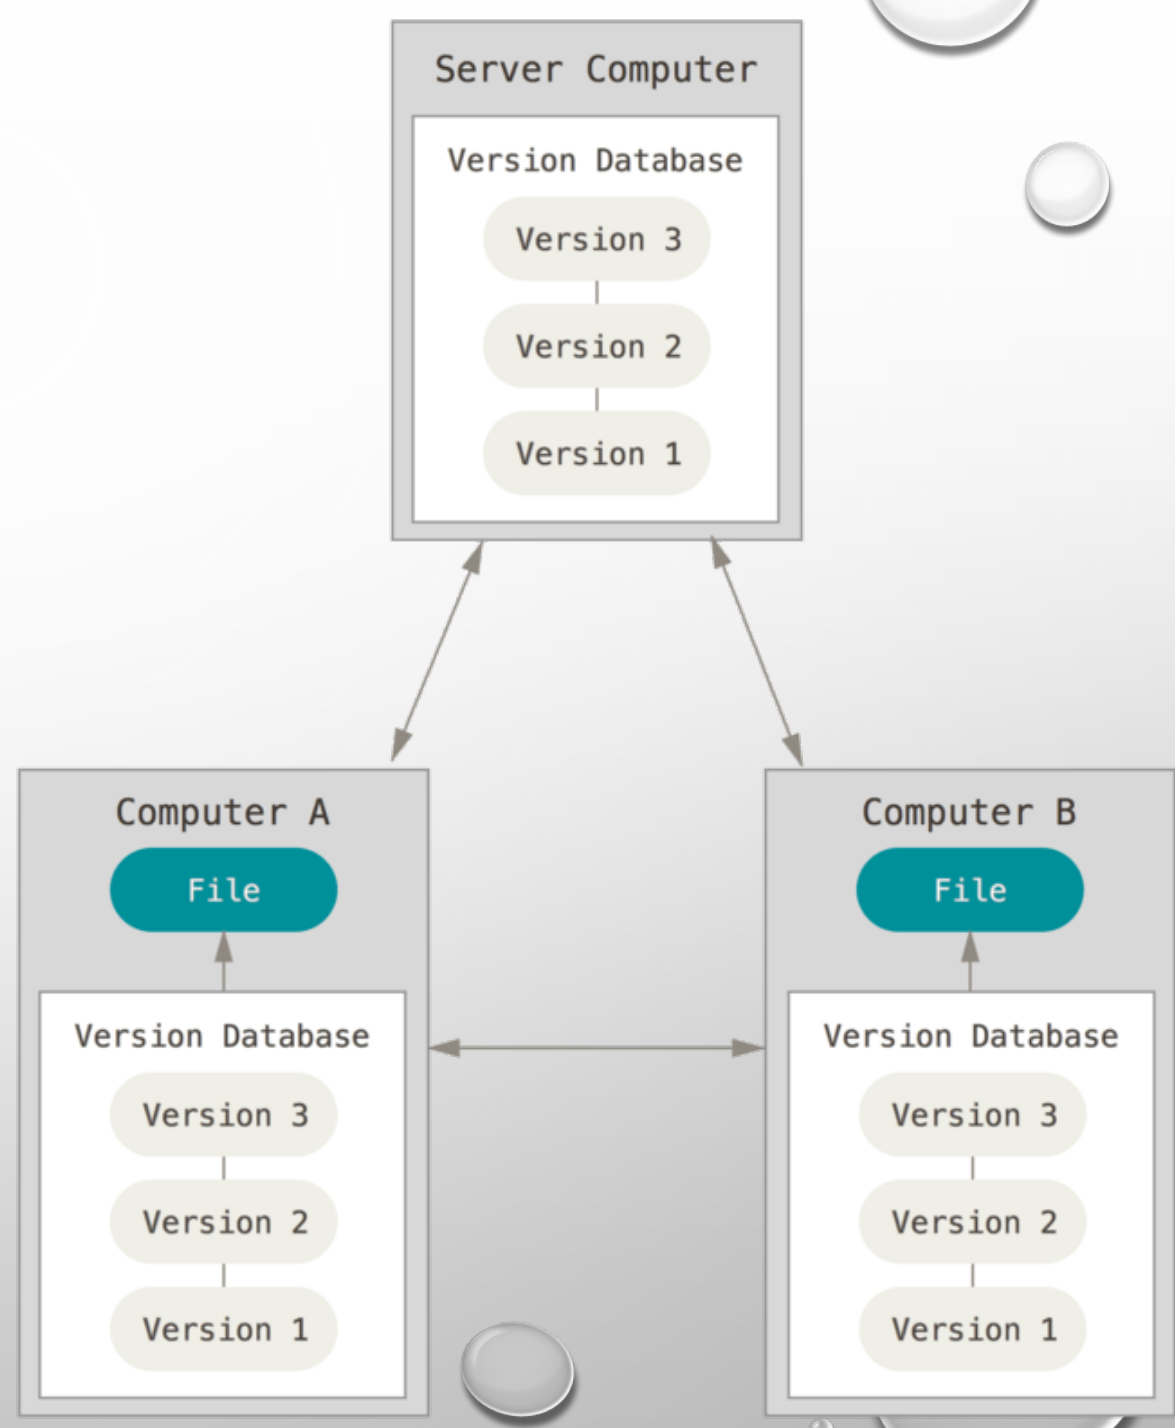 Server Computer
Version Database
Version 3
Version 2
Version 1
Computer A
File
Version Database
Version 3
Version 2
Version 1
Computer B
File
Version Database
Version 3
Version 2
Version 1